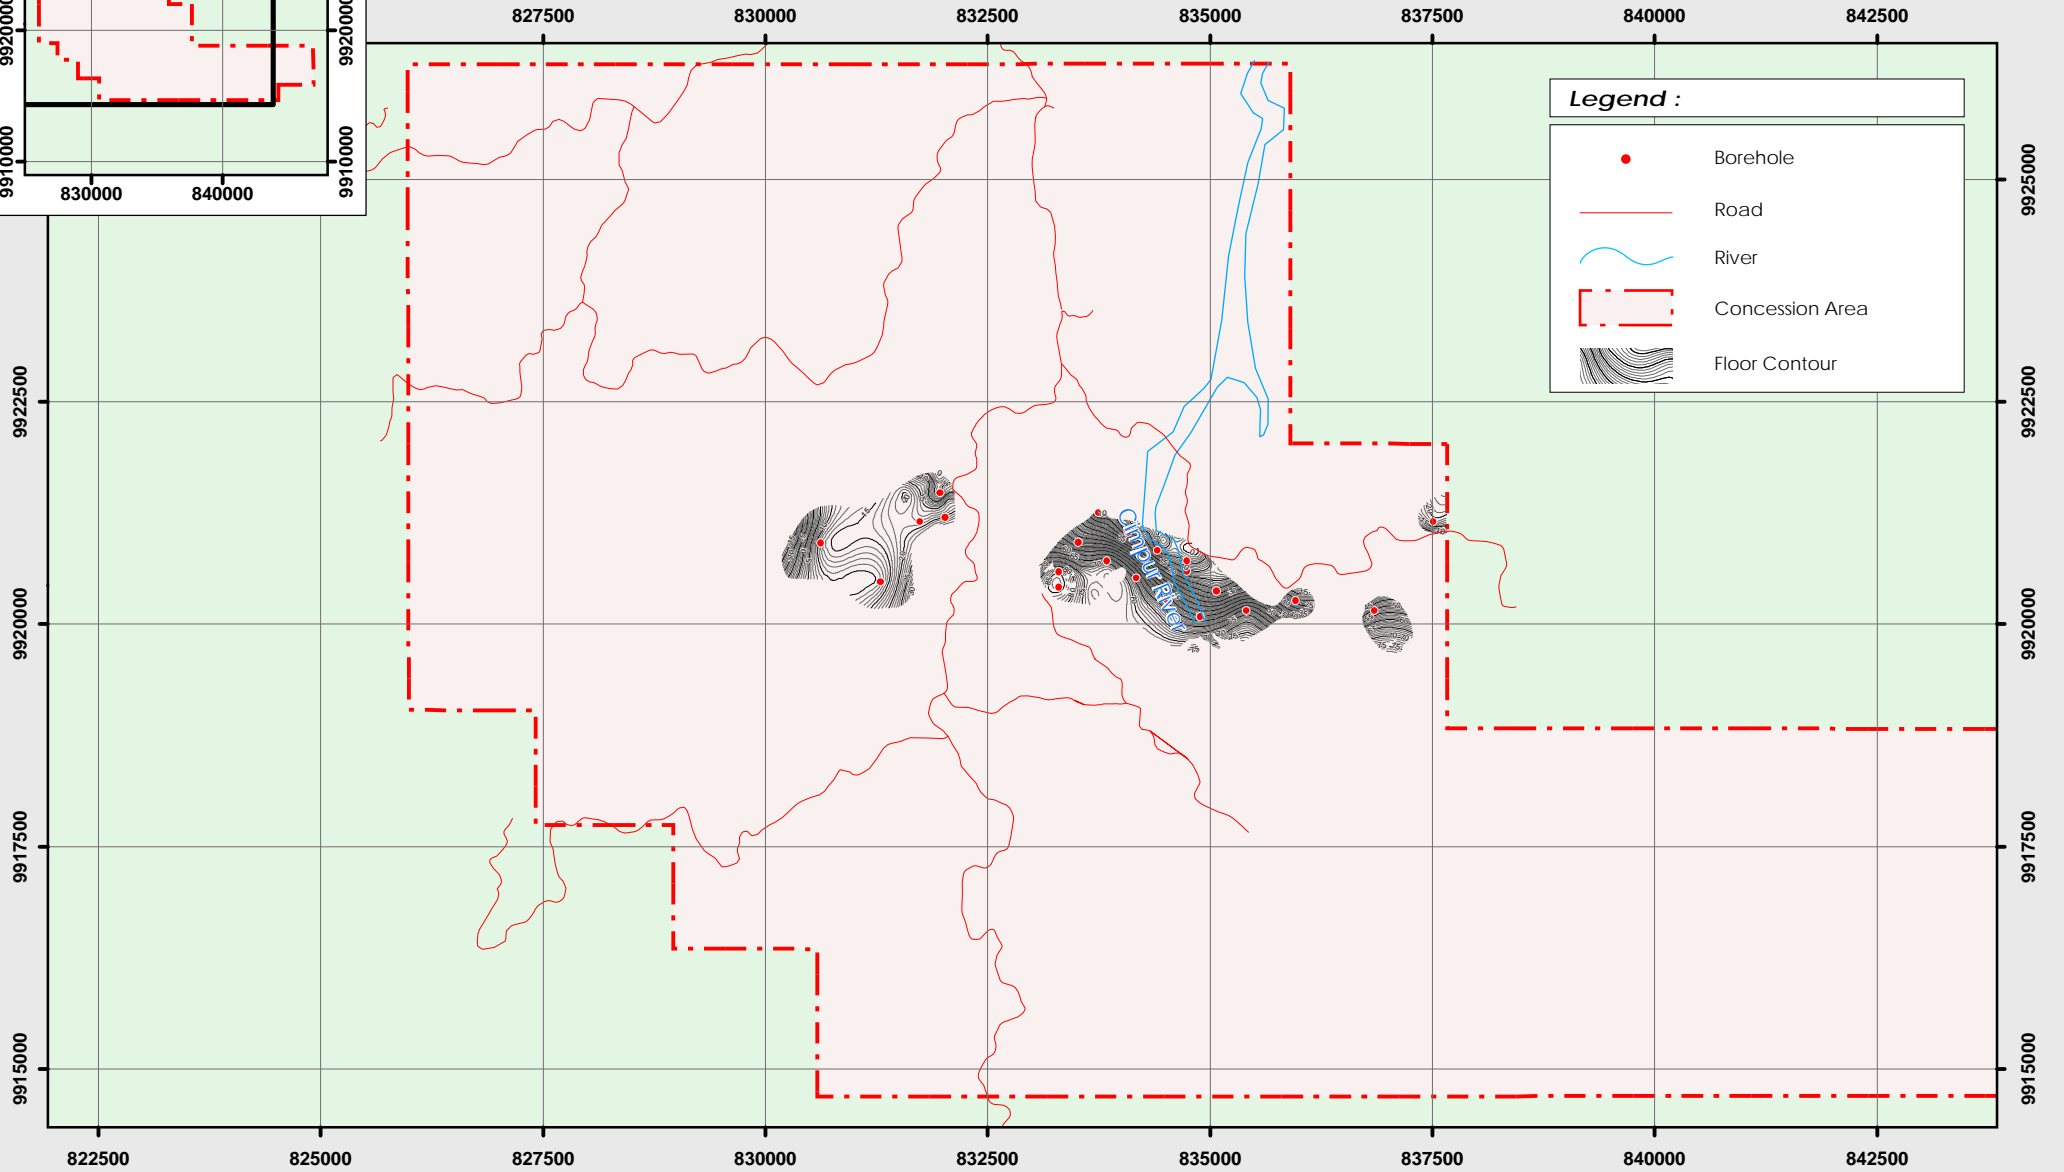 827500 830000 832500 835000 837500 840000 842500
9920000 9920000
9910000 9910000
830000 840000
Legend :
Borehole
Road
River
Concession Area
Floor Contour
9925000
9922500 9922500
9920000 9920000
9917500 9917500
9915000 9915000
Cimpur River
822500 825000 827500 830000 832500 835000 837500 840000 842500